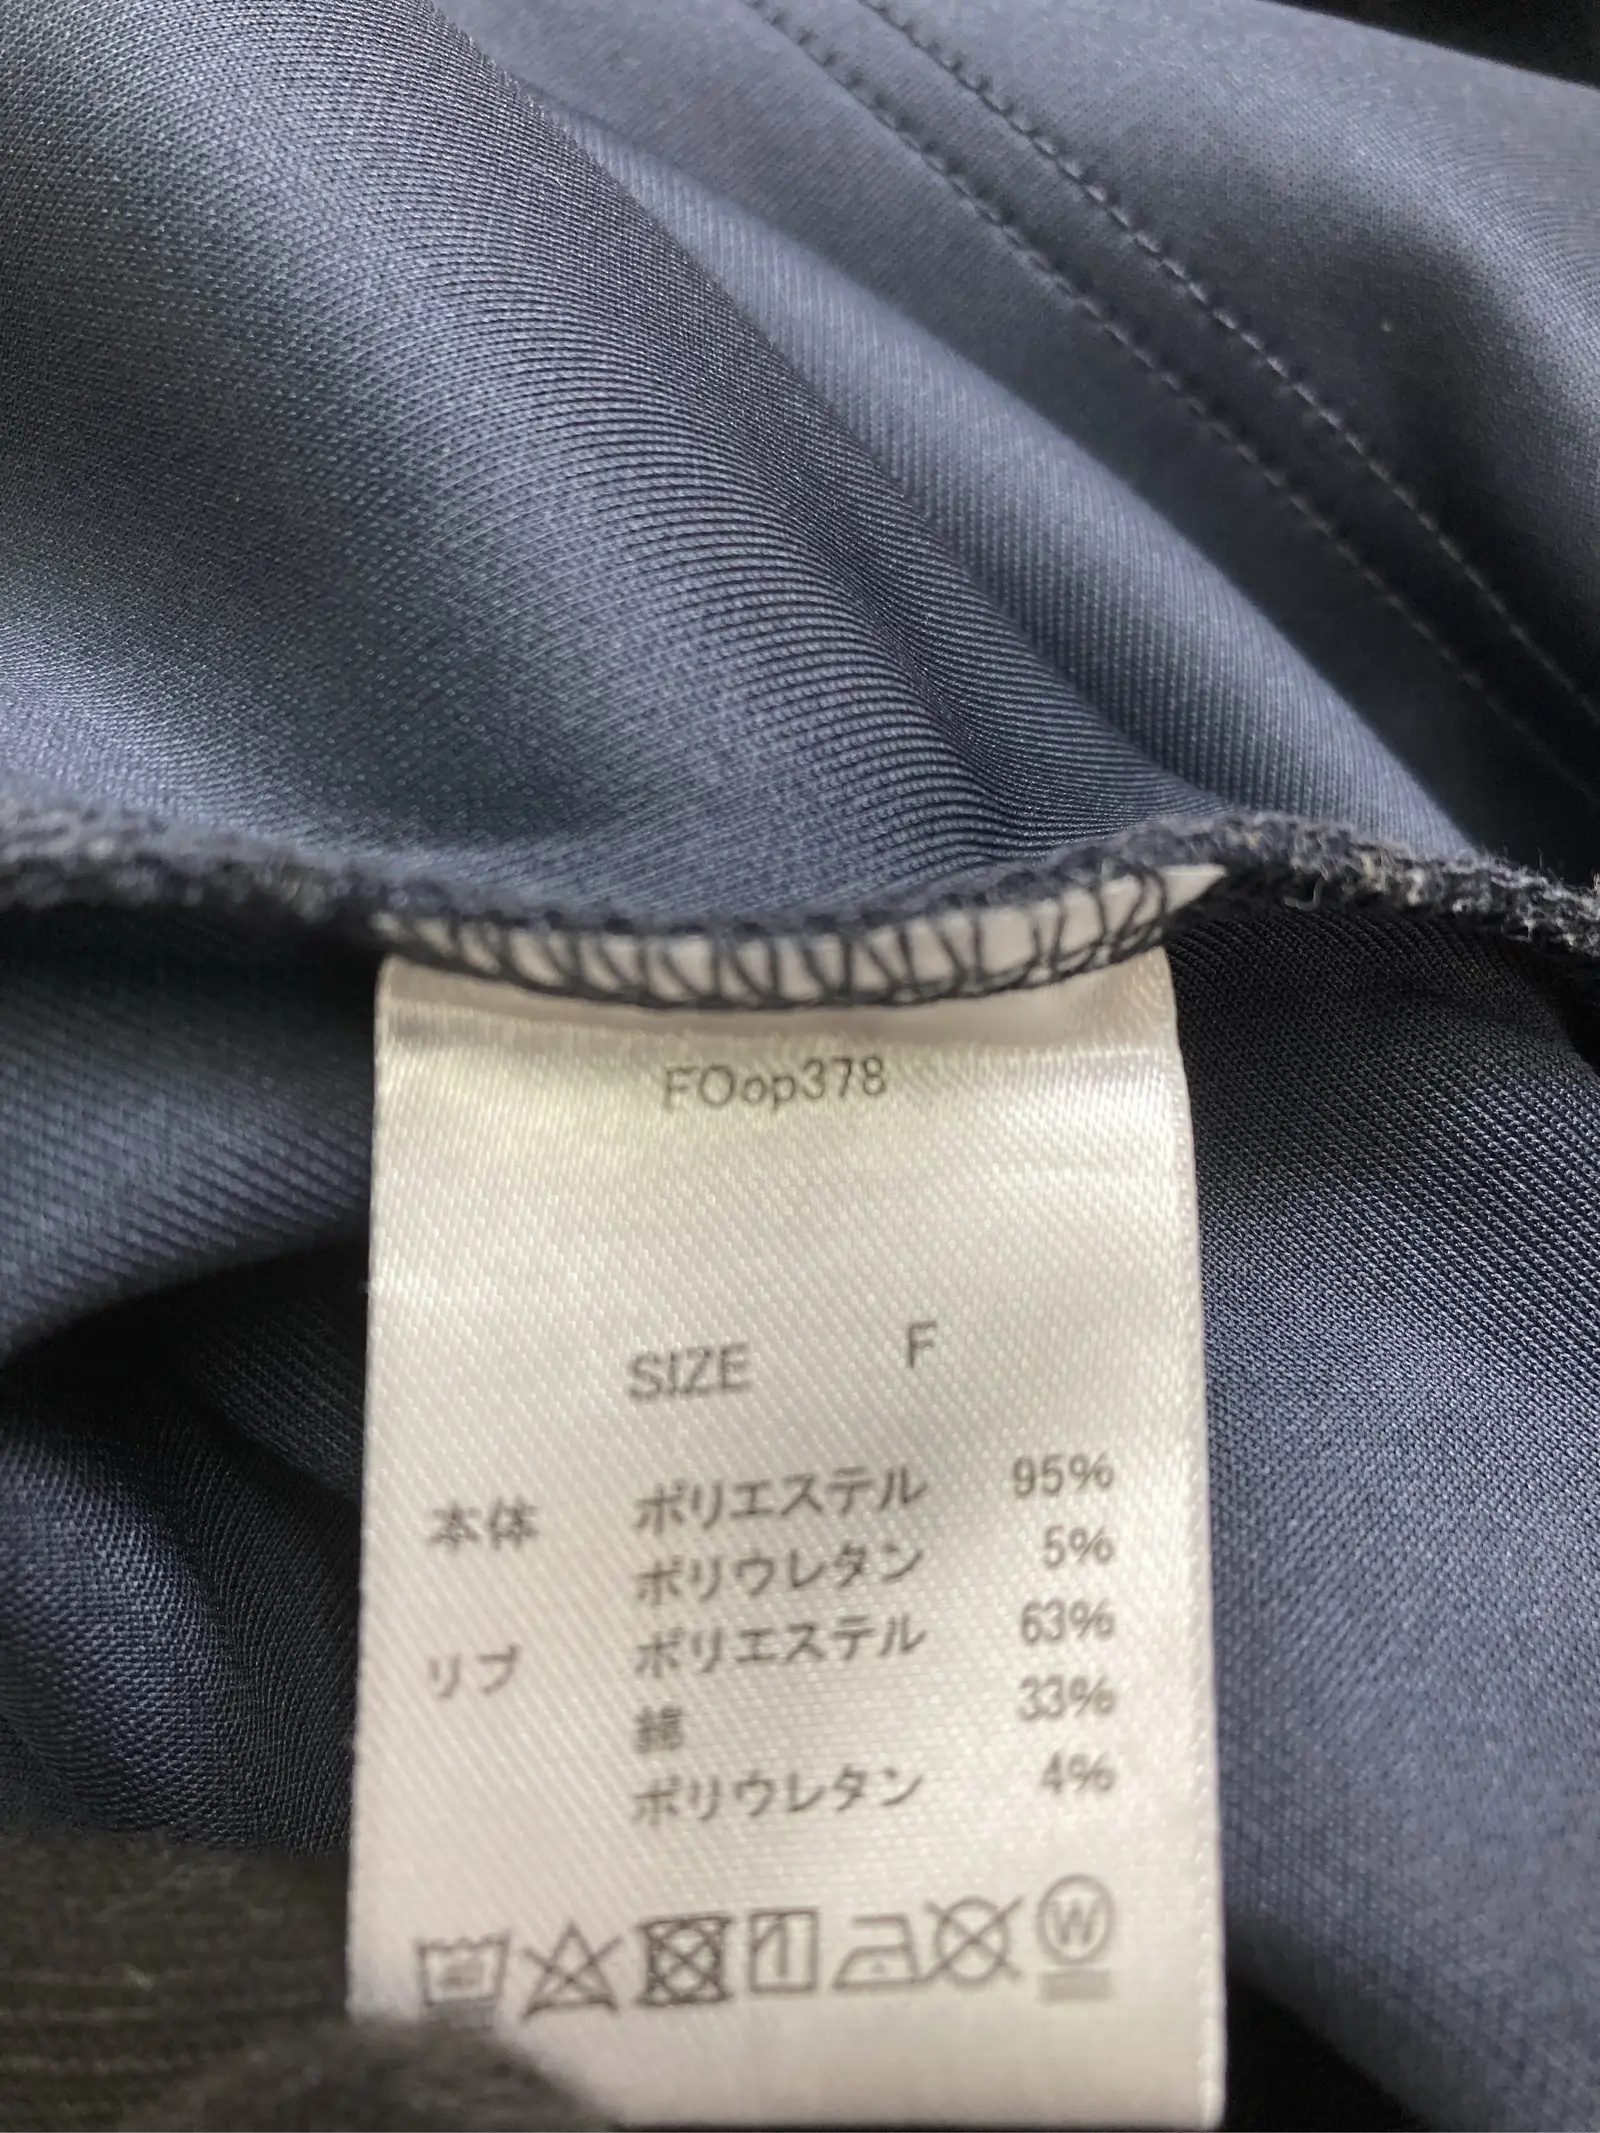 FOop378
SIZE F
本体 ポリエステル 95%
ポリウレタン 5%
リブ ポリエステル 63%
綿 33%
ポリウレタン 4%
W